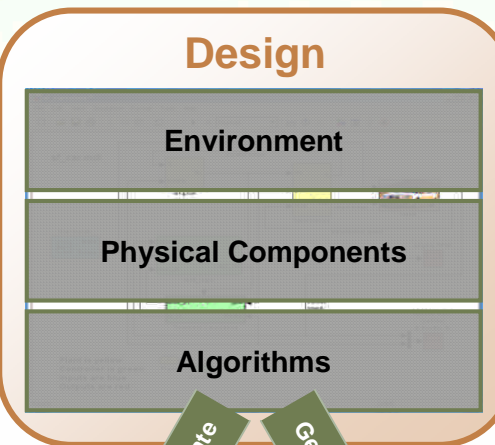 Design
Environment
Physical Components
Algorithms